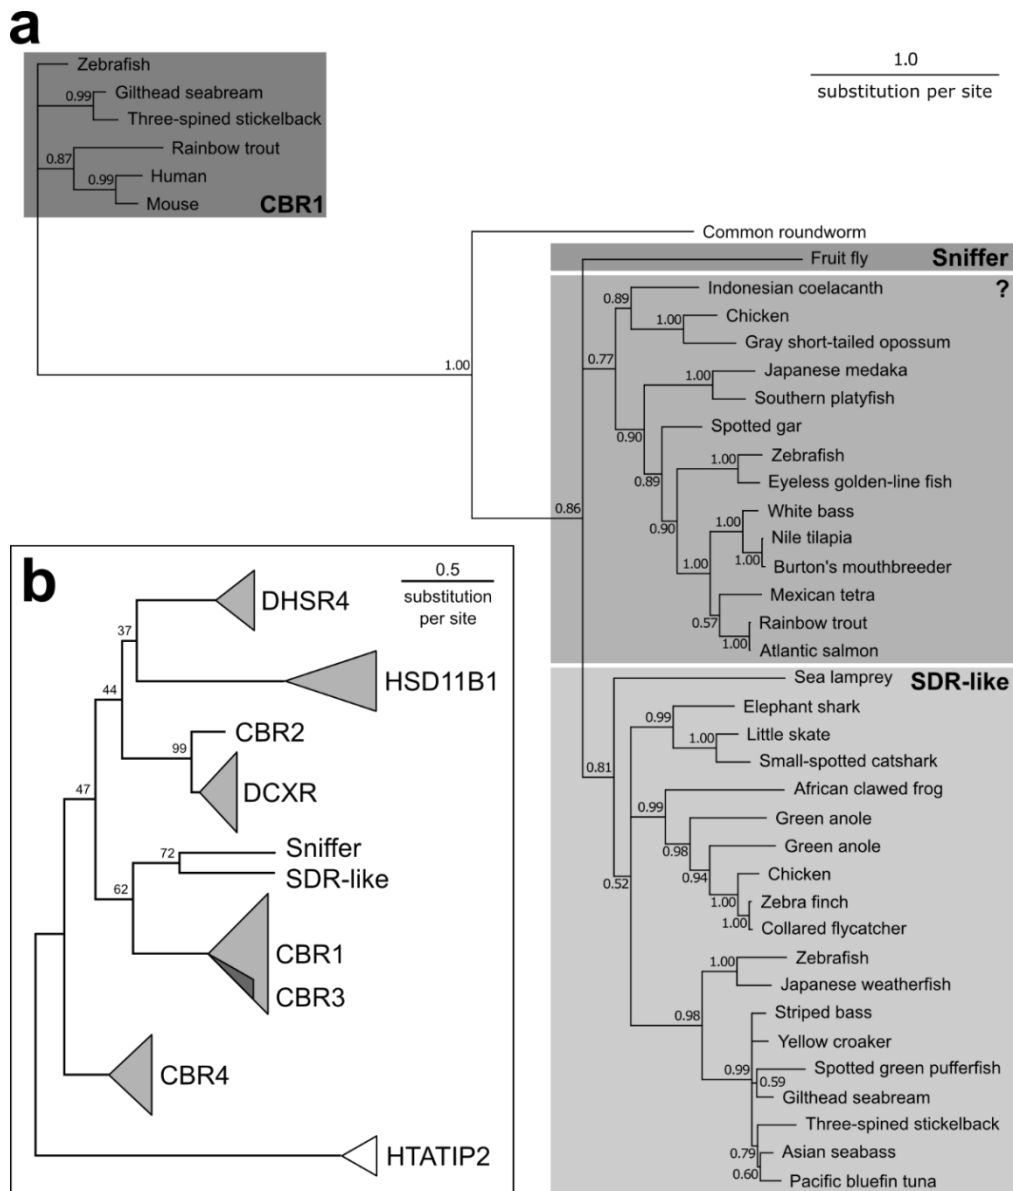 a
Zebrafish
1.0
0.99
Gilthead seabream
substitution per site
Three-spined stickelback
0.87
Rainbow trout
0.99
Human
Mouse
CBR1
Common roundworm
Fruit fly
Sniffer
Indonesian coelacanth
?
0.89
1.00
Chicken
Gray short-tailed opossum
0.77
1.00
1.00
Japanese medaka
Southern platyfish
0.90
Spotted gar
1.00
Zebrafish
0.89
Eyeless golden-line fish
0.86
0.90
1.00
White bass
Nile tilapia
1.00
1.00
Burton's mouthbreeder
Mexican tetra
0.57
Rainbow trout
1.00
Atlantic salmon
Sea lamprey
SDR-like
0.99
Elephant shark
1.00
Little skate
0.81
Small-spotted catshark
0.99
African clawed frog
Green anole
0.98
Green anole
0.52
0.94
Chicken
1.00
Zebra finch
1.00
Collared flycatcher
1.00
Zebrafish
Japanese weatherfish
0.98
Striped bass
Yellow croaker
0.99
Spotted green pufferfish
0.59
Gilthead seabream
Three-spined stickelback
0.79
Asian seabass
0.60
Pacific bluefin tuna
b
0.5
substitution
per site
37
DHSR4
44
HSD11B1
99
CBR2
DCXR
47
72
Sniffer
SDR-like
62
CBR1
CBR3
CBR4
HTATIP2